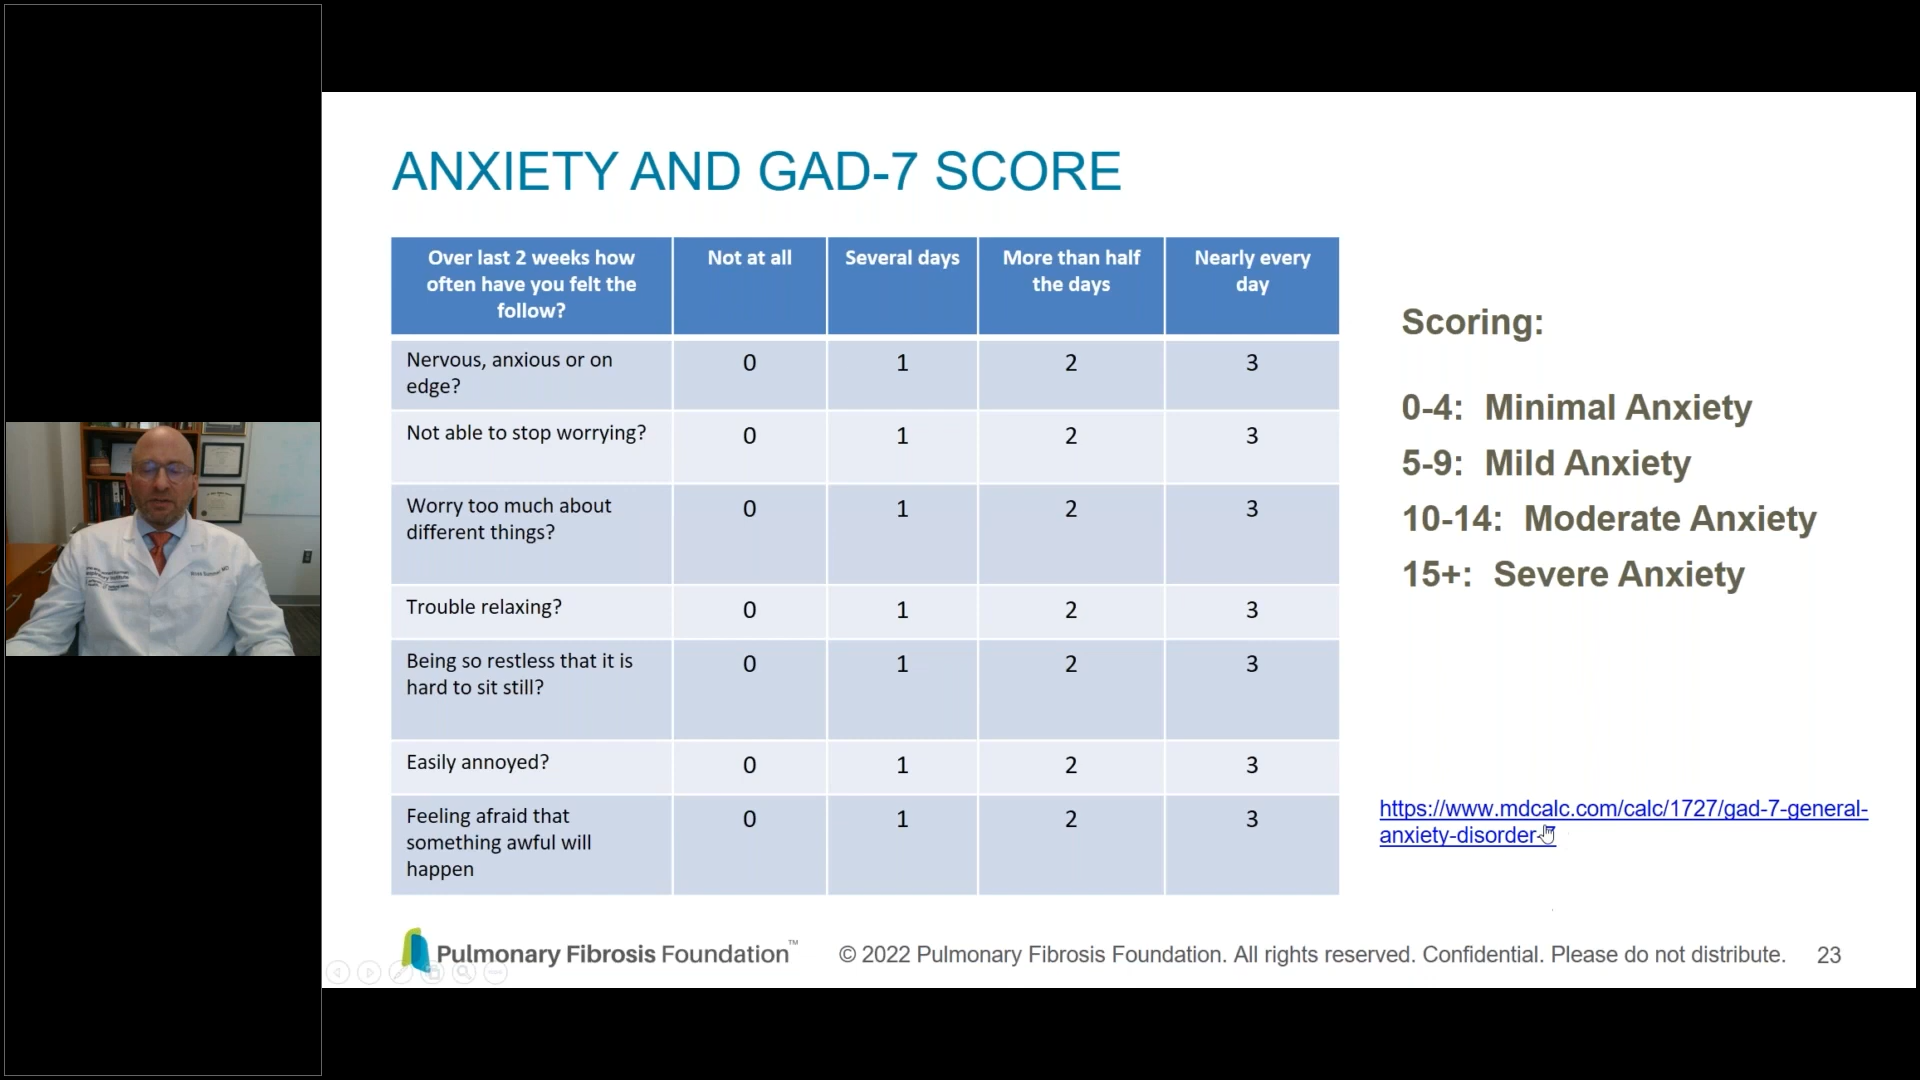 ANXIETY AND GAD-7 SCORE
Over last 2 weeks how
often have you felt the
follow?
Not at all
Several days
More than half
the days
Nearly every
day
Nervous, anxious or on
edge?
0
1
2
3
Not able to stop worrying?
0
1
2
3
Worry too much about
different things?
0
1
2
3
Trouble relaxing?
0
1
2
3
Being so restless that it is
hard to sit still?
0
1
2
3
Easily annoyed?
0
1
2
3
Feeling afraid that
something awful will
happen
0
1
2
3
Scoring:
0-4: Minimal Anxiety
5-9: Mild Anxiety
10-14: Moderate Anxiety
15+: Severe Anxiety
https://www.mdcalc.com/calc/1727/gad-7-general-
anxiety-disorder-
Pulmonary Fibrosis Foundation™
© 2022 Pulmonary Fibrosis Foundation. All rights reserved. Confidential. Please do not distribute.
23